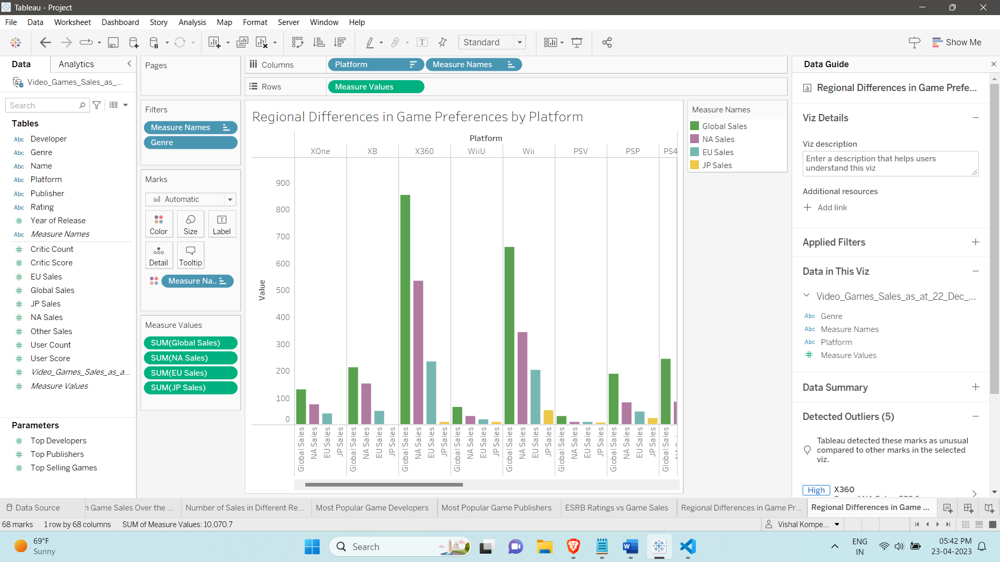 Tableau - Project
File Data Worksheet Dashboard Story Analysis Map Format Server Window Help
Standard
Show Me
Data Analytics
Video_Games_Sales_as_...
Search
Tables
Abc Developer
Abc Genre
Abc Name
Abc Platform
Abc Publisher
Abc Rating
# Year of Release
Abc Measure Names
# Critic Count
# Critic Score
# EU Sales
# Global Sales
# JP Sales
# NA Sales
# Other Sales
# User Count
# User Score
# Video_Games_Sales_as_a...
# Measure Values
Parameters
# Top Developers
# Top Publishers
# Top Selling Games
Pages
Filters
Measure Names
Genre
Marks
Automatic
Color Size Label
Detail Tooltip
Measure Na..
Measure Values
SUM(Global Sales)
SUM(NA Sales)
SUM(EU Sales)
SUM(JP Sales)
Columns Platform Measure Names
Rows Measure Values
Regional Differences in Game Preferences by Platform
Platform
XOne XB X360 WiiU Wii PSV PSP PS4
Value
900
800
700
600
500
400
300
200
100
0
Global Sales NA Sales EU Sales JP Sales Global Sales NA Sales EU Sales JP Sales Global Sales NA Sales EU Sales JP Sales Global Sales NA Sales EU Sales JP Sales Global Sales NA Sales EU Sales JP Sales Global Sales NA Sales EU Sales JP Sales Global Sales NA Sales EU Sales JP Sales Global Sales
Measure Names
Global Sales
NA Sales
EU Sales
JP Sales
Data Guide
Regional Differences in Game Prefe...
Viz Details
Viz description
Enter a description that helps users
understand this viz
Additional resources
Add link
Applied Filters
Data in This Viz
Video_Games_Sales_as_at_22_Dec_...
Abc Genre
Abc Measure Names
Abc Platform
# Measure Values
Data Summary
Detected Outliers (5)
Tableau detected these marks as unusual
compared to other marks in the selected
viz.
High X360
Data Source n Game Sales Over the ... Number of Sales in Different Re... Most Popular Game Developers Most Popular Game Publishers ESRB Ratings vs Game Sales Regional Differences in Game Pr... Regional Differences in Game ...
68 marks 1 row by 68 columns SUM of Measure Values: 10,070.7 Vishal Kompe...
69°F
Sunny
Search
ENG
IN
05:42 PM
23-04-2023